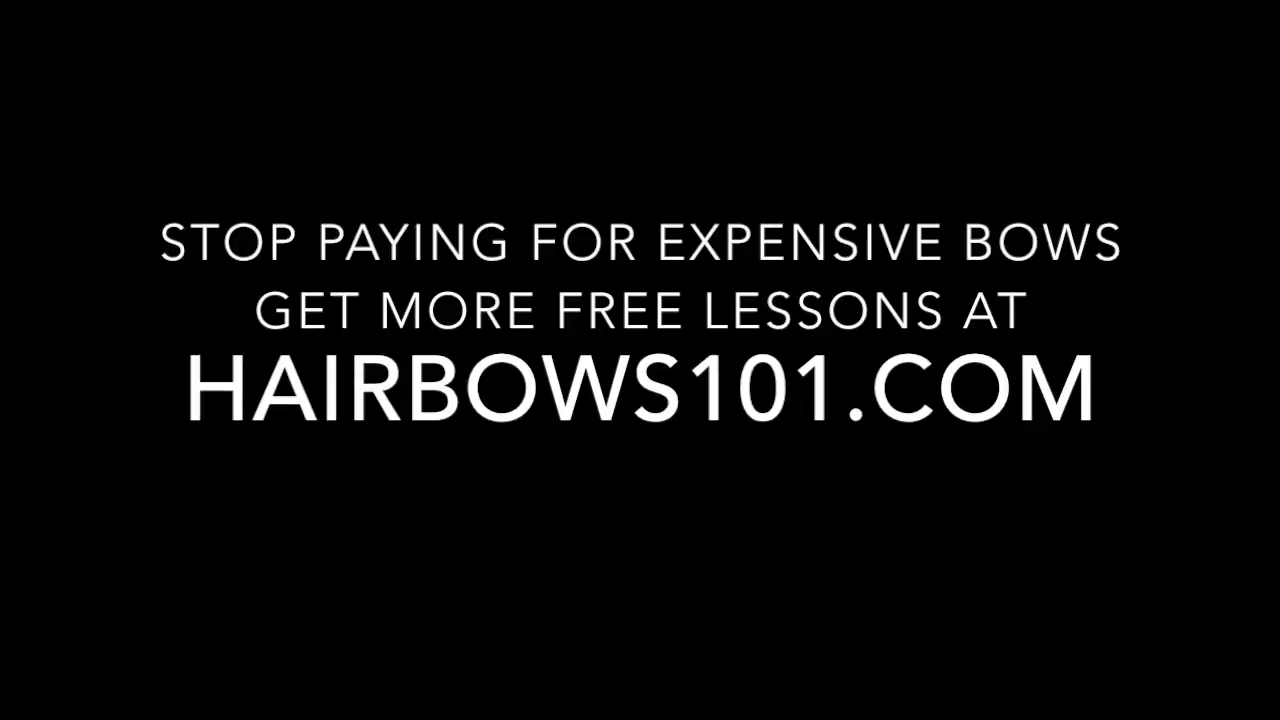 STOP PAYING FOR EXPENSIVE BOWS
GET MORE FREE LESSONS AT
HAIRBOWS101.COM